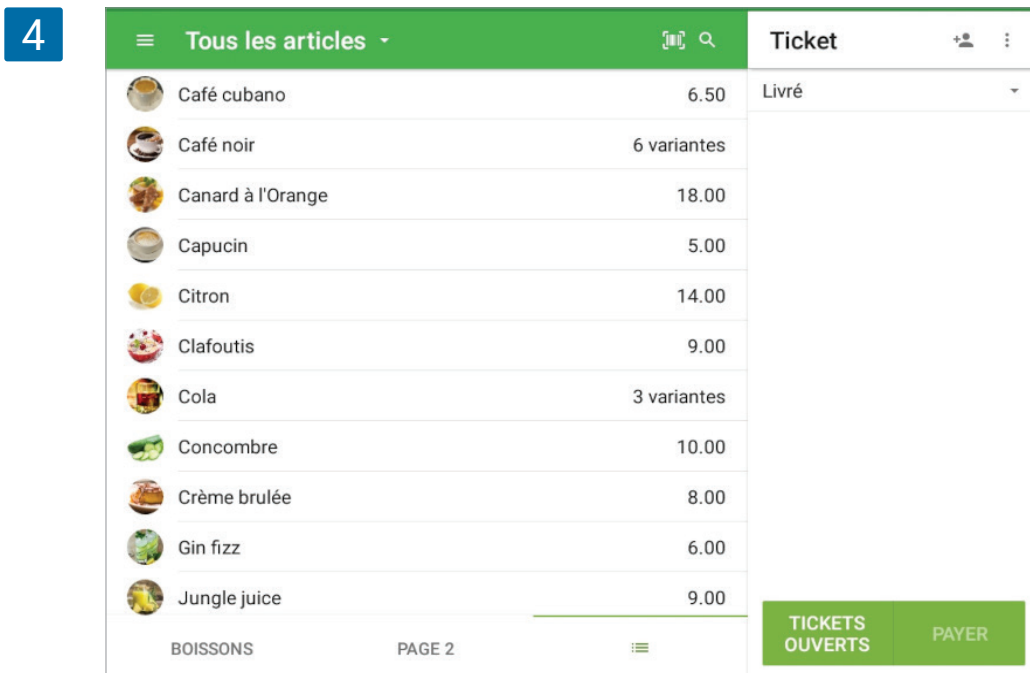 4
Tous les articles
Ticket
Livré
Café cubano 6.50
Café noir 6 variantes
Canard à l'Orange 18.00
Capucin 5.00
Citron 14.00
Clafoutis 9.00
Cola 3 variantes
Concombre 10.00
Crème brulée 8.00
Gin fizz 6.00
Jungle juice 9.00
BOISSONS PAGE 2
TICKETS
OUVERTS
PAYER